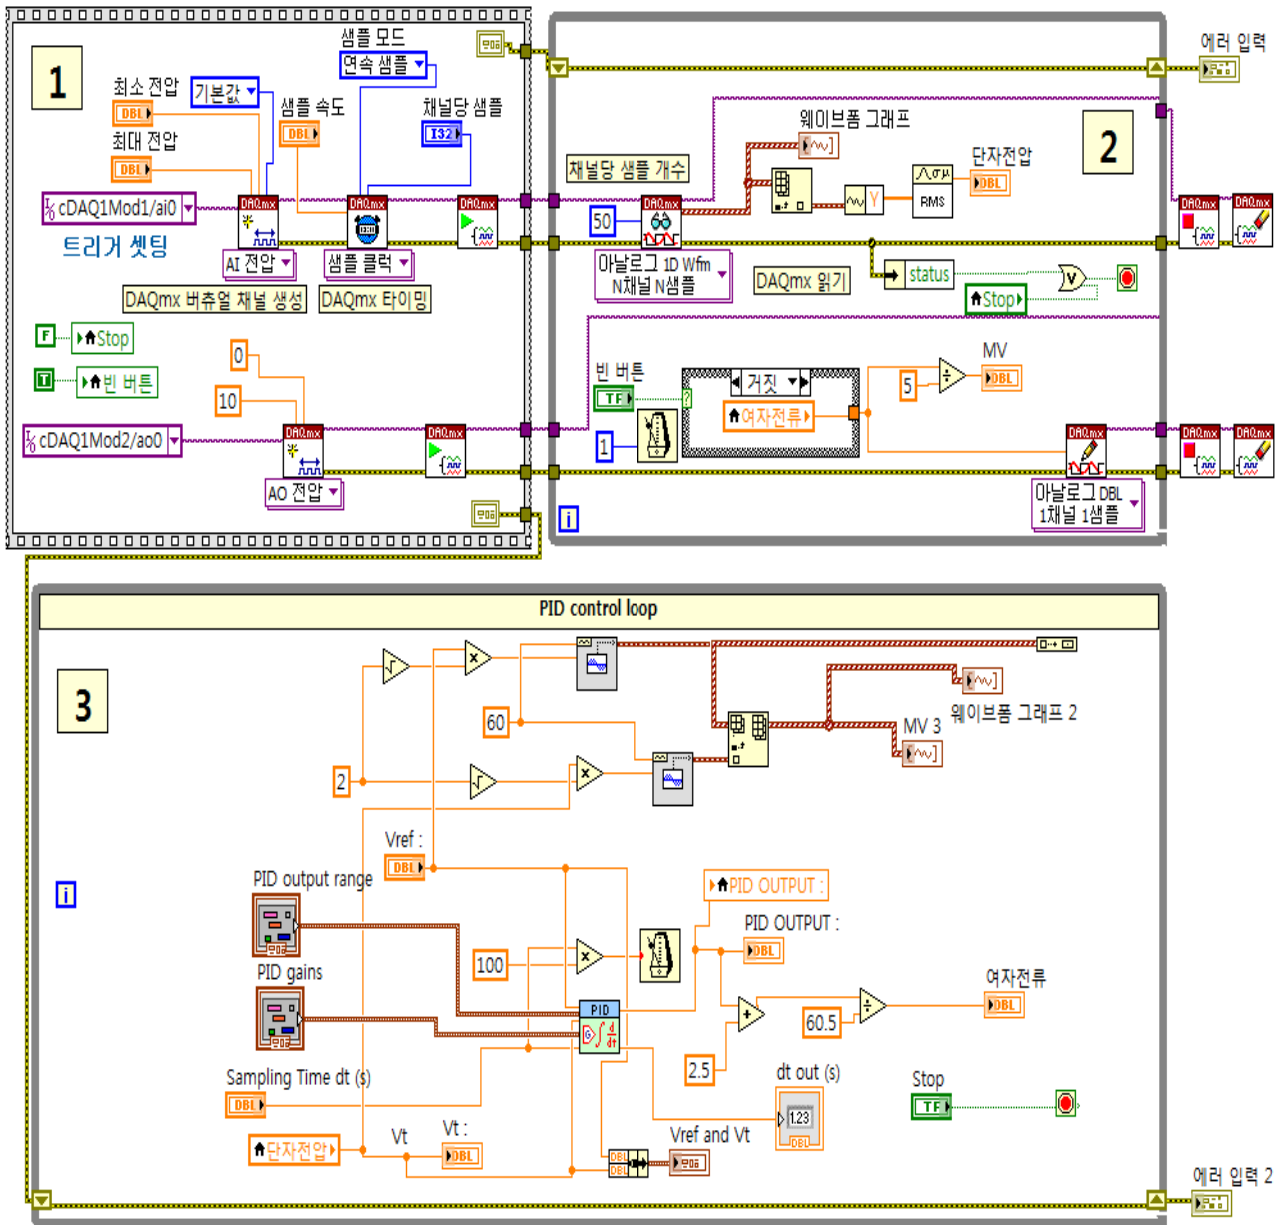 1
최소 전압
DBL
최대 전압
DBL
기본값
샘플 모드
연속 샘플
샘플 속도
DBL
채널당 샘플
I32
cDAQ1Mod1/ai0
트리거 셋팅
DAQmx
AI 전압
DAQmx
샘플 클럭
DAQmx
DAQmx 버츄얼 채널 생성
DAQmx 타이밍
F
Stop
T
빈 버튼
0
10
cDAQ1Mod2/ao0
DAQmx
AO 전압
DAQmx
에러 입력
2
웨이브폼 그래프
단자전압
DBL
채널당 샘플 개수
50
DAQmx
아날로그 1D Wfm
N채널 N샘플
DAQmx 읽기
Y
σμ
RMS
status
Stop
V
DAQmx
DAQmx
빈 버튼
TF
1
?
거짓
여자전류
5
÷
MV
DBL
DAQmx
아날로그 DBL
1채널 1샘플
DAQmx
DAQmx
i
PID control loop
3
√
x
60
2
√
x
웨이브폼 그래프 2
MV 3
Vref :
DBL
i
PID output range
PID gains
100
x
PID
PID OUTPUT :
PID OUTPUT :
DBL
+
÷
60.5
2.5
여자전류
DBL
Sampling Time dt (s)
DBL
단자전압
Vt
Vt :
DBL
DBL
DBL
Vref and Vt
dt out (s)
1.23
DBL
Stop
TF
에러 입력 2